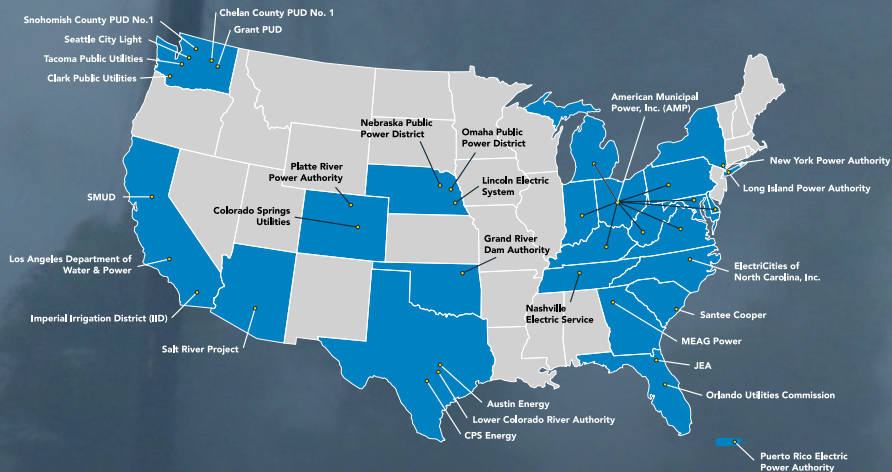 Snohomish County PUD No.1
Chelan County PUD No. 1
Grant PUD
Seattle City Light
Tacoma Public Utilities
Clark Public Utilities
American Municipal
Power, Inc. (AMP)
Nebraska Public
Power District
Omaha Public
Power District
New York Power Authority
Platte River
Power Authority
Lincoln Electric
System
Long Island Power Authority
SMUD
Colorado Springs
Utilities
Grand River
Dam Authority
Los Angeles Department of
Water & Power
ElectriCities of
North Carolina, Inc.
Imperial Irrigation District (IID)
Nashville
Electric Service
Santee Cooper
Salt River Project
MEAG Power
JEA
Orlando Utilities Commission
Austin Energy
Lower Colorado River Authority
CPS Energy
Puerto Rico Electric
Power Authority